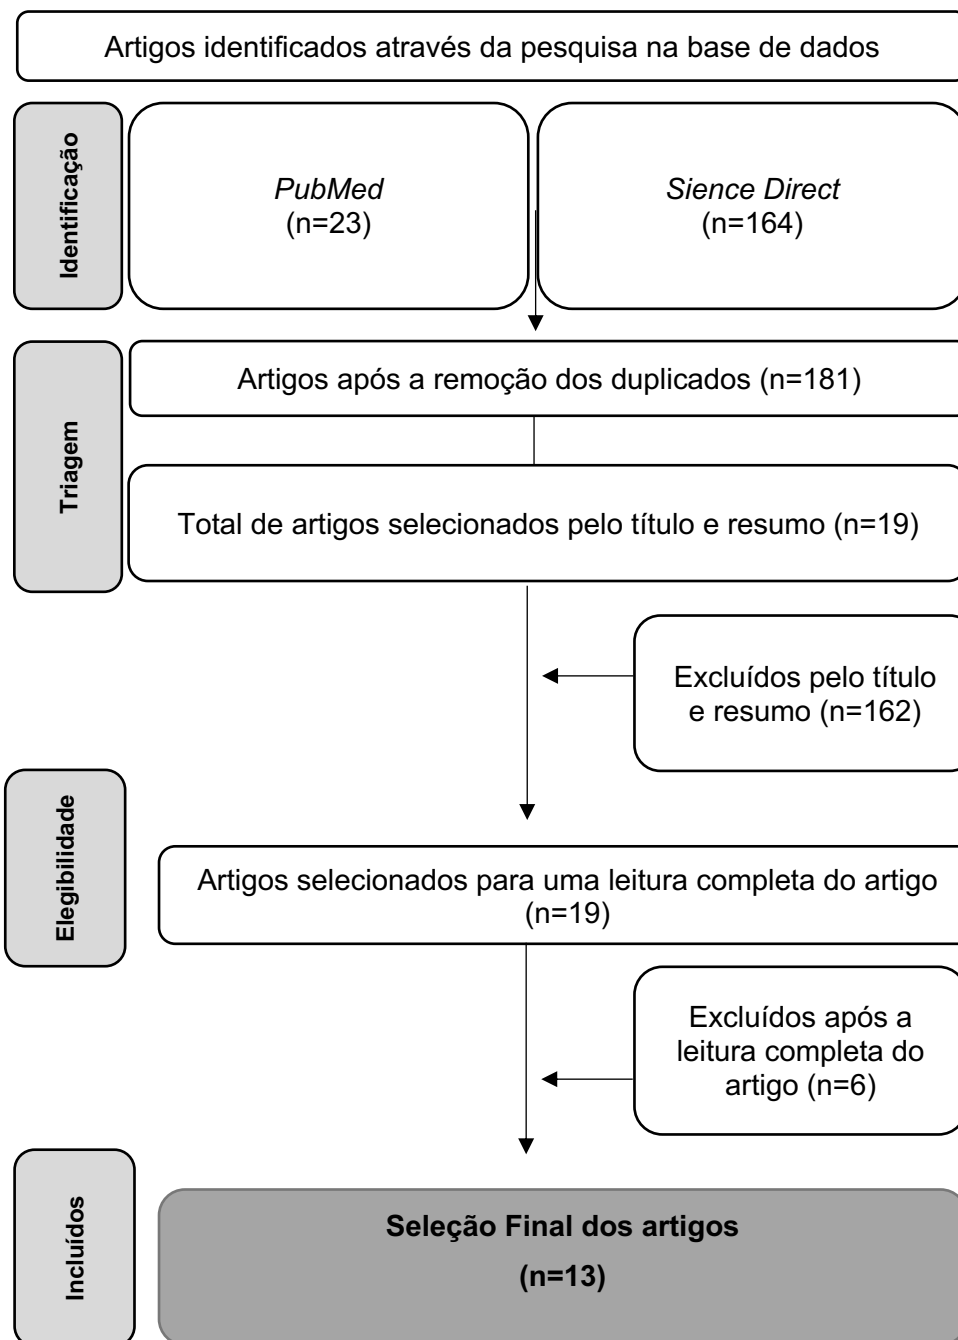 Artigos identificados através da pesquisa na base de dados
Identificação
PubMed
(n=23)
Sience Direct
(n=164)
Triagem
Artigos após a remoção dos duplicados (n=181)
Total de artigos selecionados pelo título e resumo (n=19)
Excluídos pelo título
e resumo (n=162)
Elegibilidade
Artigos selecionados para uma leitura completa do artigo
(n=19)
Excluídos após a
leitura completa do
artigo (n=6)
Incluídos
Seleção Final dos artigos
(n=13)